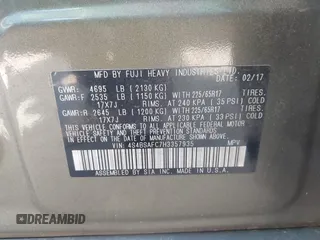 MFD BY FUJI HEAVY INDUSTRIES LTD. DATE: 02/17
GVWR: 4695 LB (2130 KG)
GAWR:F 2535 LB (1150 KG) WITH 225/65R17 TIRES
17X7J RIMS, AT 240 KPA (35 PSI) COLD
GAWR:R 2645 LB (1200 KG) WITH 225/65R17 TIRES
17X7J RIMS, AT 230 KPA (33 PSI) COLD
THIS VEHICLE CONFORMS TO ALL APPLICABLE FEDERAL
MOTOR VEHICLE SAFETY, BUMPER, AND THEFT PREVENTION STANDARDS
IN EFFECT ON THE DATE OF MANUFACTURE SHOWN ABOVE.
VIN: 4S4BSAFC7H3357935
ASSEMBLED BY SIA IN U.S.A.
DREAMBID